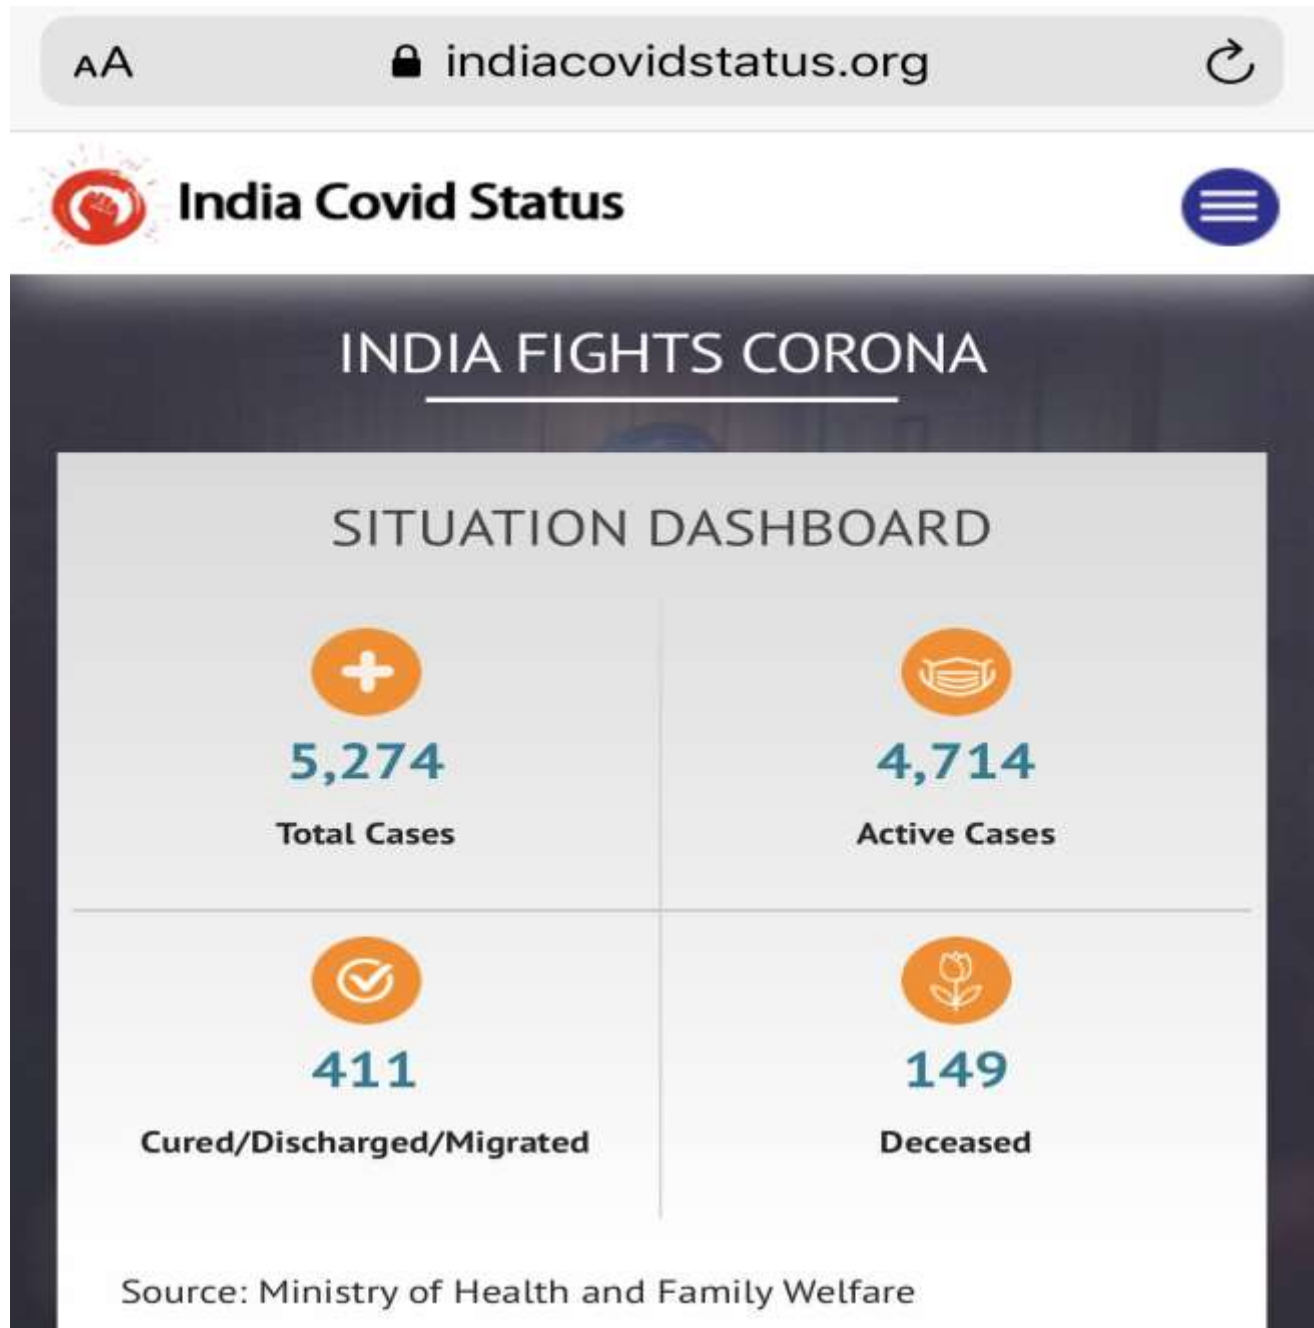 AA indiacovidstatus.org
India Covid Status
INDIA FIGHTS CORONA
SITUATION DASHBOARD
5,274 4,714
Total Cases Active Cases
411 149
Cured/Discharged/Migrated Deceased
Source: Ministry of Health and Family Welfare